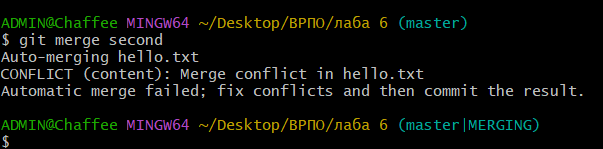 ADMIN@Chaffee MINGW64 ~/Desktop/ВРПО/лаба 6 (master)
$ git merge second
Auto-merging hello.txt
CONFLICT (content): Merge conflict in hello.txt
Automatic merge failed; fix conflicts and then commit the result.
ADMIN@Chaffee MINGW64 ~/Desktop/ВРПО/лаба 6 (master|MERGING)
$